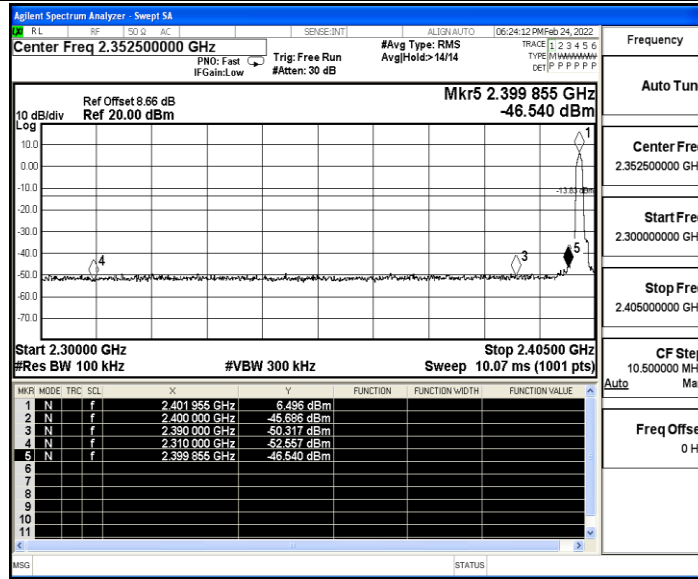 Agilent Spectrum Analyzer - Swept SA
RL RF 50 Ω AC SENSE:INT ALIGN AUTO 06:24:12 PM Feb 24, 2022
Center Freq 2.352500000 GHz #Avg Type: RMS TRACE 1 2 3 4 5 6
PNO: Fast Trig: Free Run Avg|Hold:>14/14 TYPE M
IFGain:Low #Atten: 30 dB DET P P P P P P
Mkr5 2.399 855 GHz
-46.540 dBm
Ref Offset 8.66 dB
10 dB/div Ref 20.00 dBm
Log
10.0
0.00
-10.0
-20.0
-30.0
-40.0
-50.0
-60.0
-70.0
1
-13.83 dBm
5
3
4
Start 2.30000 GHz Stop 2.40500 GHz
#Res BW 100 kHz #VBW 300 kHz Sweep 10.07 ms (1001 pts)
MKR MODE TRC SCL X Y FUNCTION FUNCTION WIDTH FUNCTION VALUE
1 N f 2.401 955 GHz 6.496 dBm
2 N f 2.400 000 GHz -45.686 dBm
3 N f 2.390 000 GHz -50.317 dBm
4 N f 2.310 000 GHz -52.557 dBm
5 N f 2.399 855 GHz -46.540 dBm
6
7
8
9
10
11
MSG STATUS
Frequency
Auto Tun
Center Fre
2.352500000 GH
Start Fre
2.300000000 GH
Stop Fre
2.405000000 GH
CF Step
10.500000 MH
Auto Ma
Freq Offse
0 H